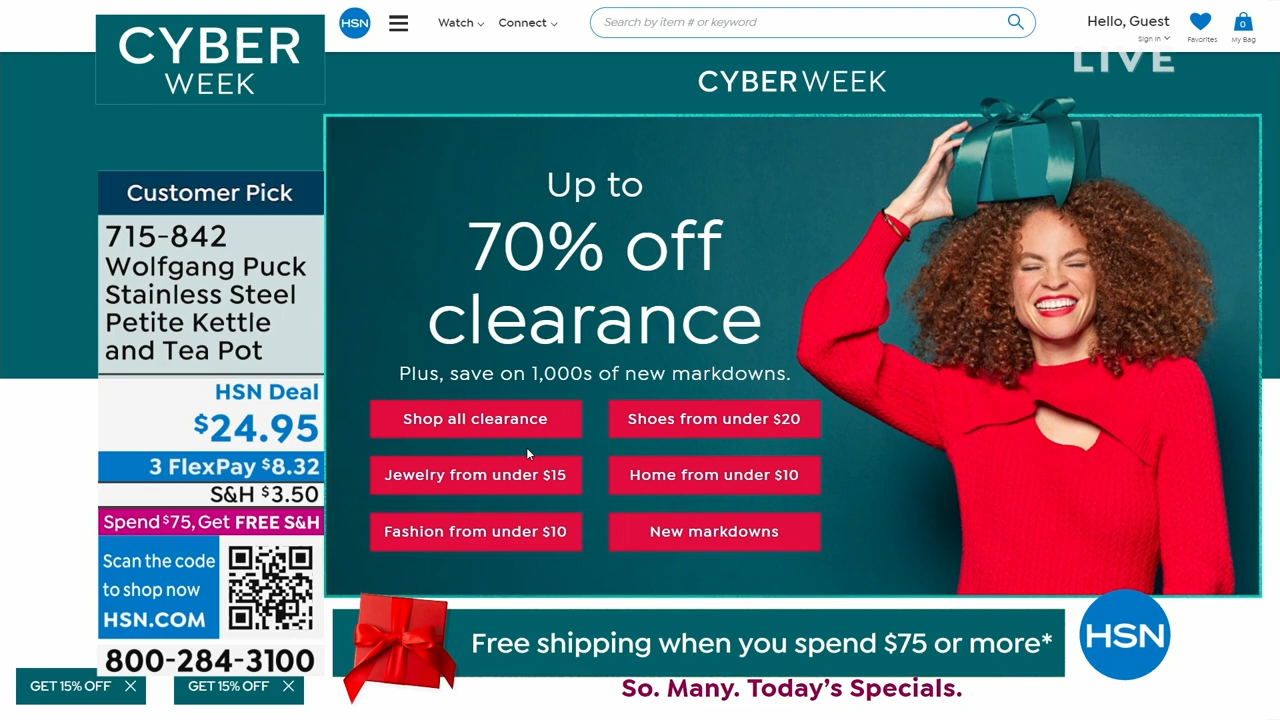 CYBER
WEEK
HSN
Watch
Connect
Search by item # or keyword
Hello, Guest
Sign in
Favorites
0
My Bag
LIVE
CYBER WEEK
Customer Pick
715-842
Wolfgang Puck
Stainless Steel
Petite Kettle
and Tea Pot
HSN Deal
$24.95
3 FlexPay $8.32
S&H $3.50
Spend $75, Get FREE S&H
Scan the code
to shop now
HSN.COM
800-284-3100
GET 15% OFF
GET 15% OFF
Up to
70% off
clearance
Plus, save on 1,000s of new markdowns.
Shop all clearance
Shoes from under $20
Jewelry from under $15
Home from under $10
Fashion from under $10
New markdowns
Free shipping when you spend $75 or more*
HSN
So. Many. Today's Specials.